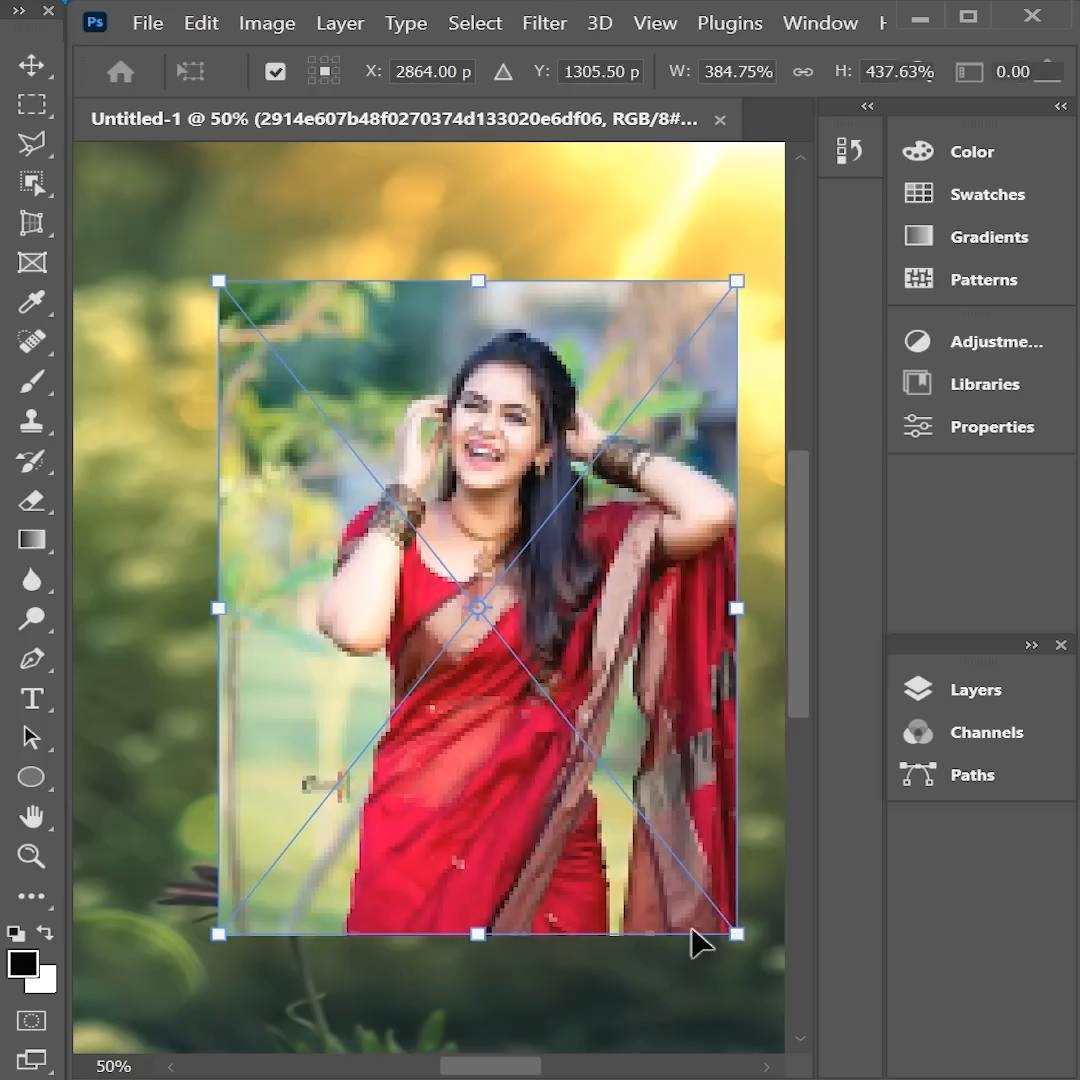 Ps File Edit Image Layer Type Select Filter 3D View Plugins Window
X: 2864.00 p Y: 1305.50 p W: 384.75% H: 437.63% 0.00
Untitled-1 @ 50% (2914e607b48f0270374d133020e6df06, RGB/8#...
Color
Swatches
Gradients
Patterns
Adjustme...
Libraries
Properties
Layers
Channels
Paths
50%